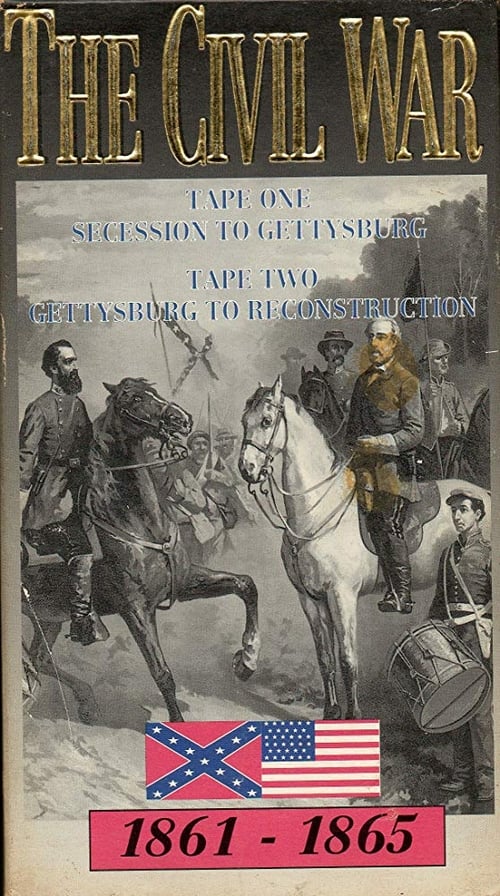 THE CIVIL WAR
TAPE ONE
SECESSION TO GETTYSBURG
TAPE TWO
GETTYSBURG TO RECONSTRUCTION
1861 - 1865